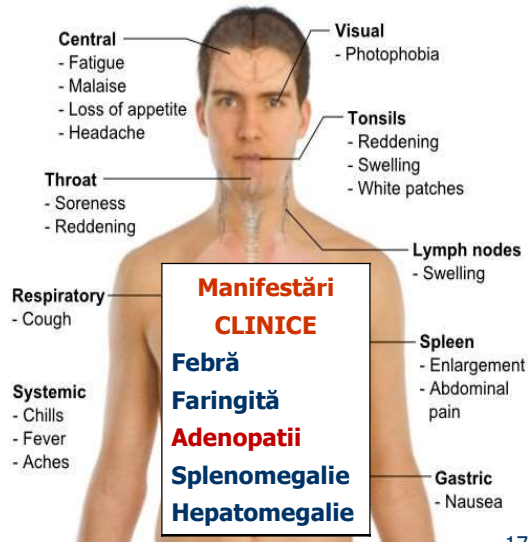 Central
- Fatigue
- Malaise
- Loss of appetite
- Headache
Visual
- Photophobia
Tonsils
- Reddening
- Swelling
- White patches
Throat
- Soreness
- Reddening
Lymph nodes
- Swelling
Respiratory
- Cough
Manifestări
CLINICE
Febră
Faringită
Adenopatii
Splenomegalie
Hepatomegalie
Spleen
- Enlargement
- Abdominal
pain
Systemic
- Chills
- Fever
- Aches
Gastric
- Nausea
17